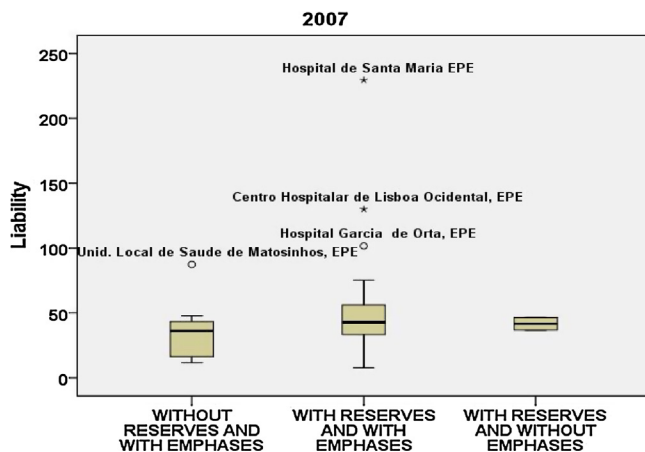 2007
250
200
150
100
50
0
Liability
Hospital de Santa Maria EPE
Centro Hospitalar de Lisboa Ocidental, EPE
Hospital Garcia de Orta, EPE
Unid. Local de Saude de Matosinhos, EPE
WITHOUT
RESERVES AND
WITH EMPHASES
WITH RESERVES
AND WITH
EMPHASES
WITH RESERVES
AND WITHOUT
EMPHASES